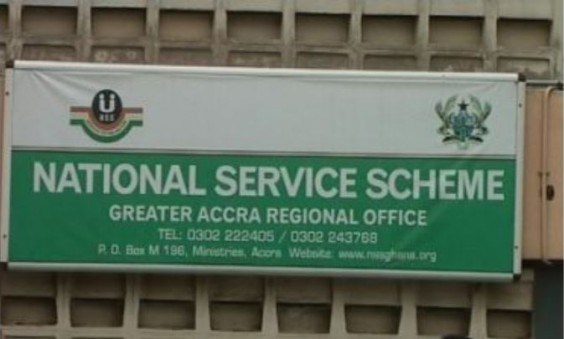 NATIONAL SERVICE SCHEME
GREATER ACCRA REGIONAL OFFICE
TEL: 0302 222405 / 0302 243769
P. O. Box M 196, Ministries, Accra Website: www.nssghana.org